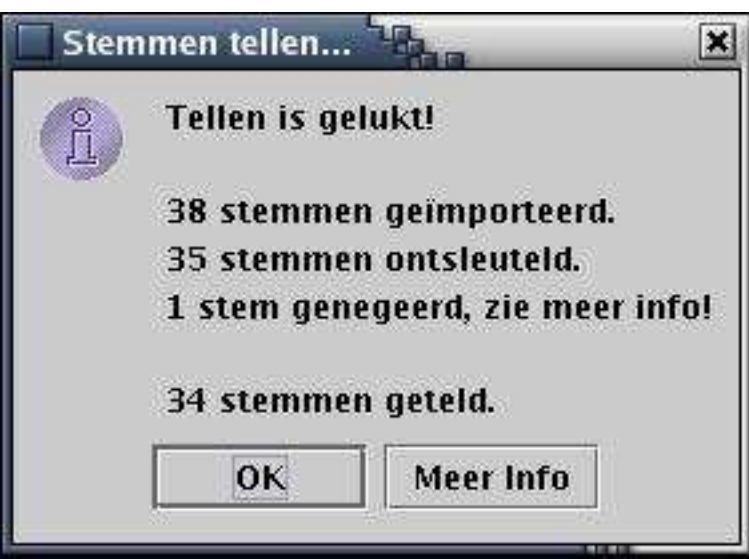 Stemmen tellen...
Tellen is gelukt!
38 stemmen geïmporteerd.
35 stemmen ontsleuteld.
1 stem genegeerd, zie meer info!
34 stemmen geteld.
OK
Meer Info